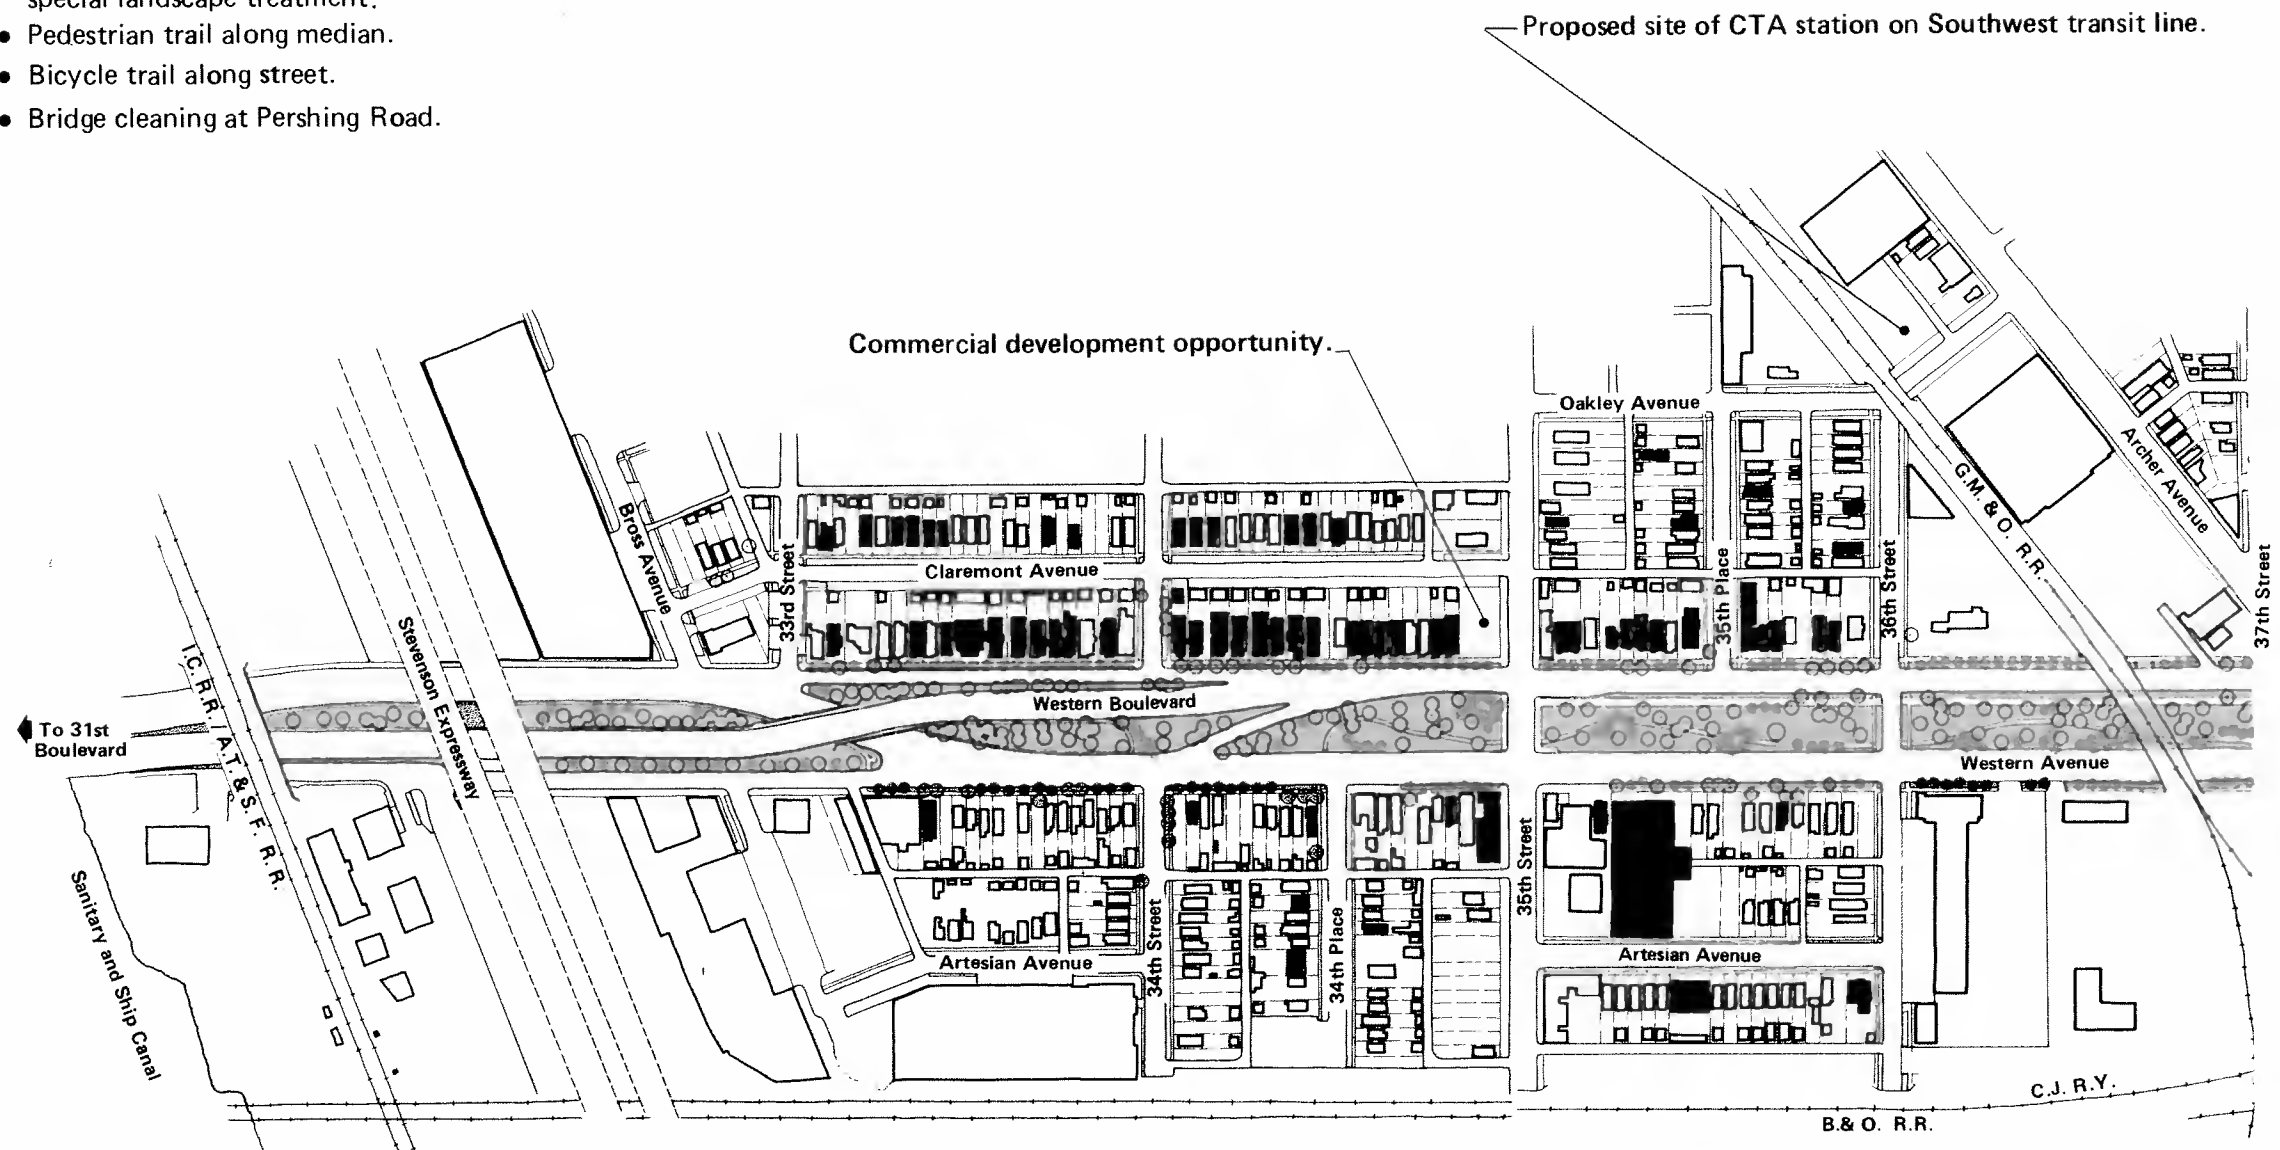 special landscape treatment.
• Pedestrian trail along median.
• Bicycle trail along street.
• Bridge cleaning at Pershing Road.
Proposed site of CTA station on Southwest transit line.
Commercial development opportunity.
Oakley Avenue
Archer Avenue
G.M. & O. R.R.
Bross Avenue
33rd Street
Claremont Avenue
35th Place
36th Street
37th Street
Stevenson Expressway
I.C. R.R. / A.T. & S.F. R.R.
Western Boulevard
To 31st
Boulevard
Western Avenue
Sanitary and Ship Canal
34th Street
34th Place
35th Street
Artesian Avenue
Artesian Avenue
C.J. R.Y.
B.& O. R.R.